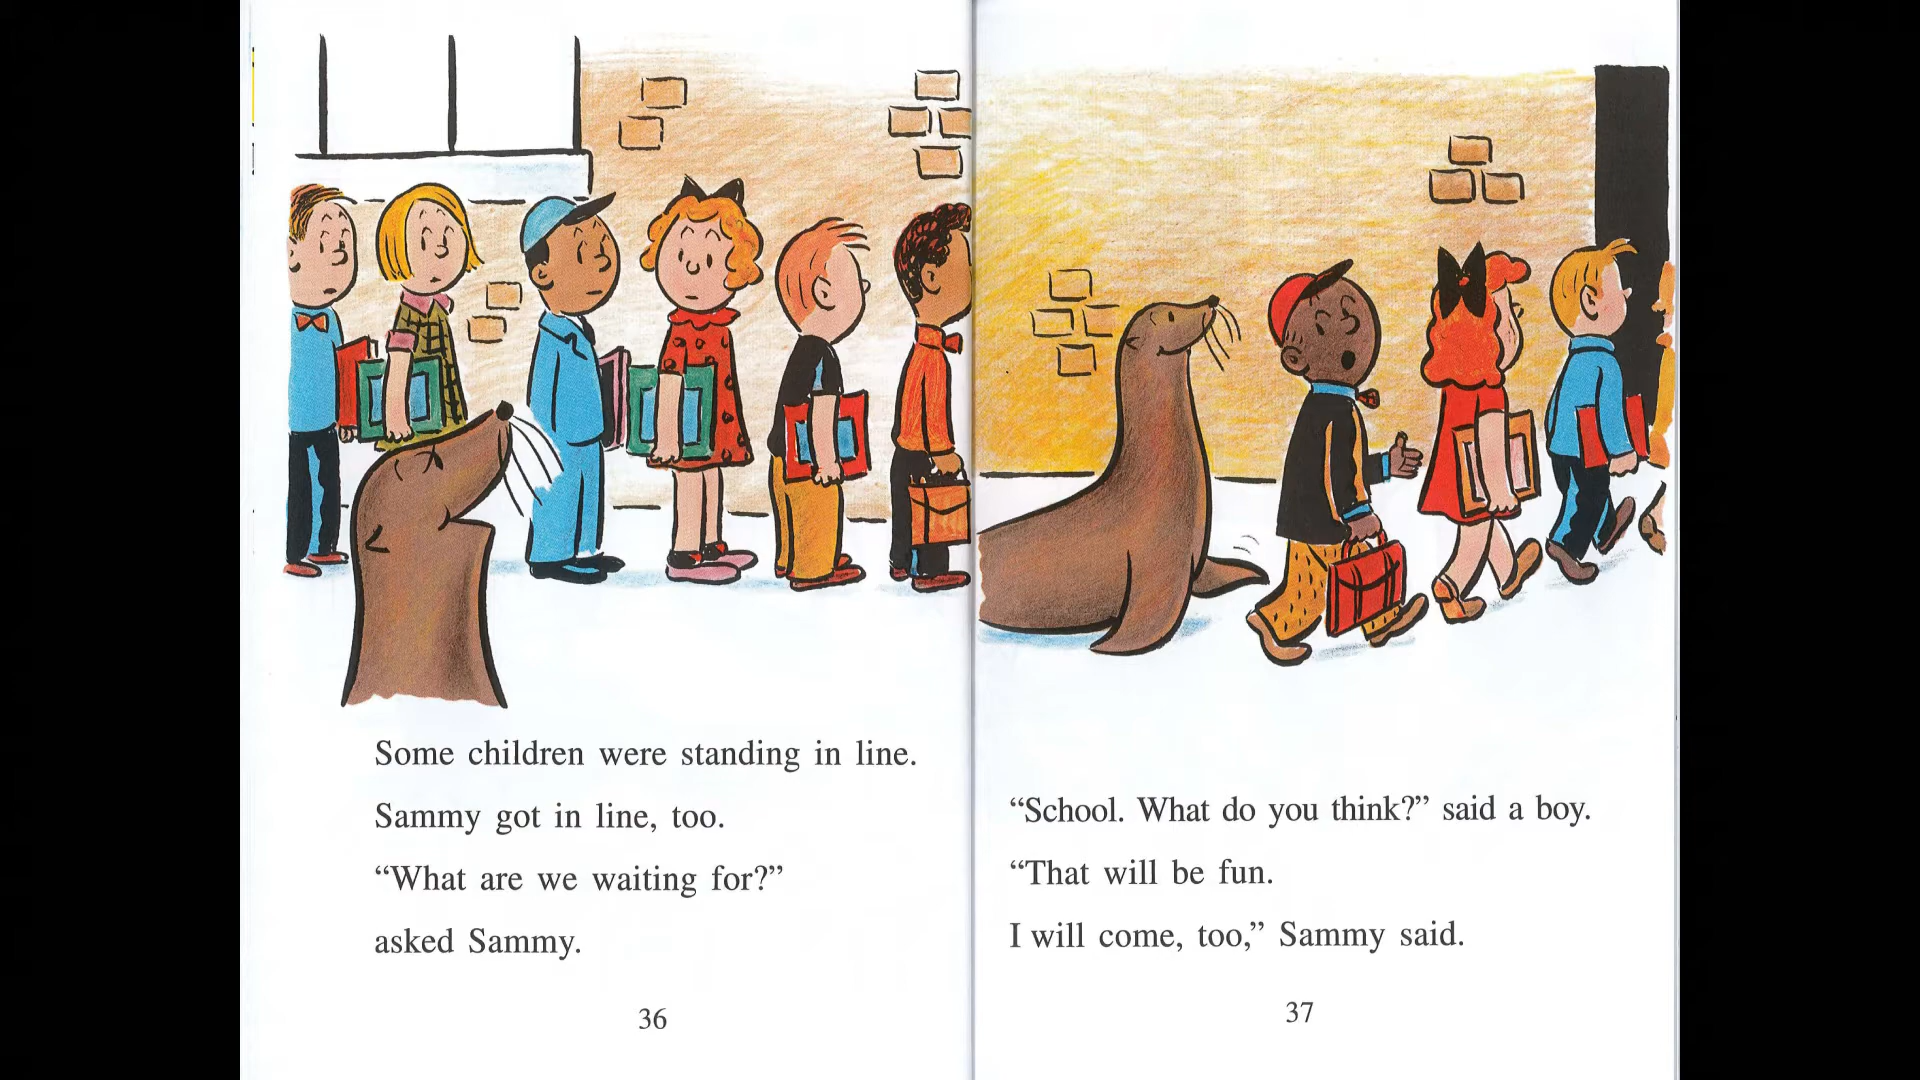 Some children were standing in line.
Sammy got in line, too.
“What are we waiting for?”
asked Sammy.
36
“School. What do you think?” said a boy.
“That will be fun.
I will come, too,” Sammy said.
37